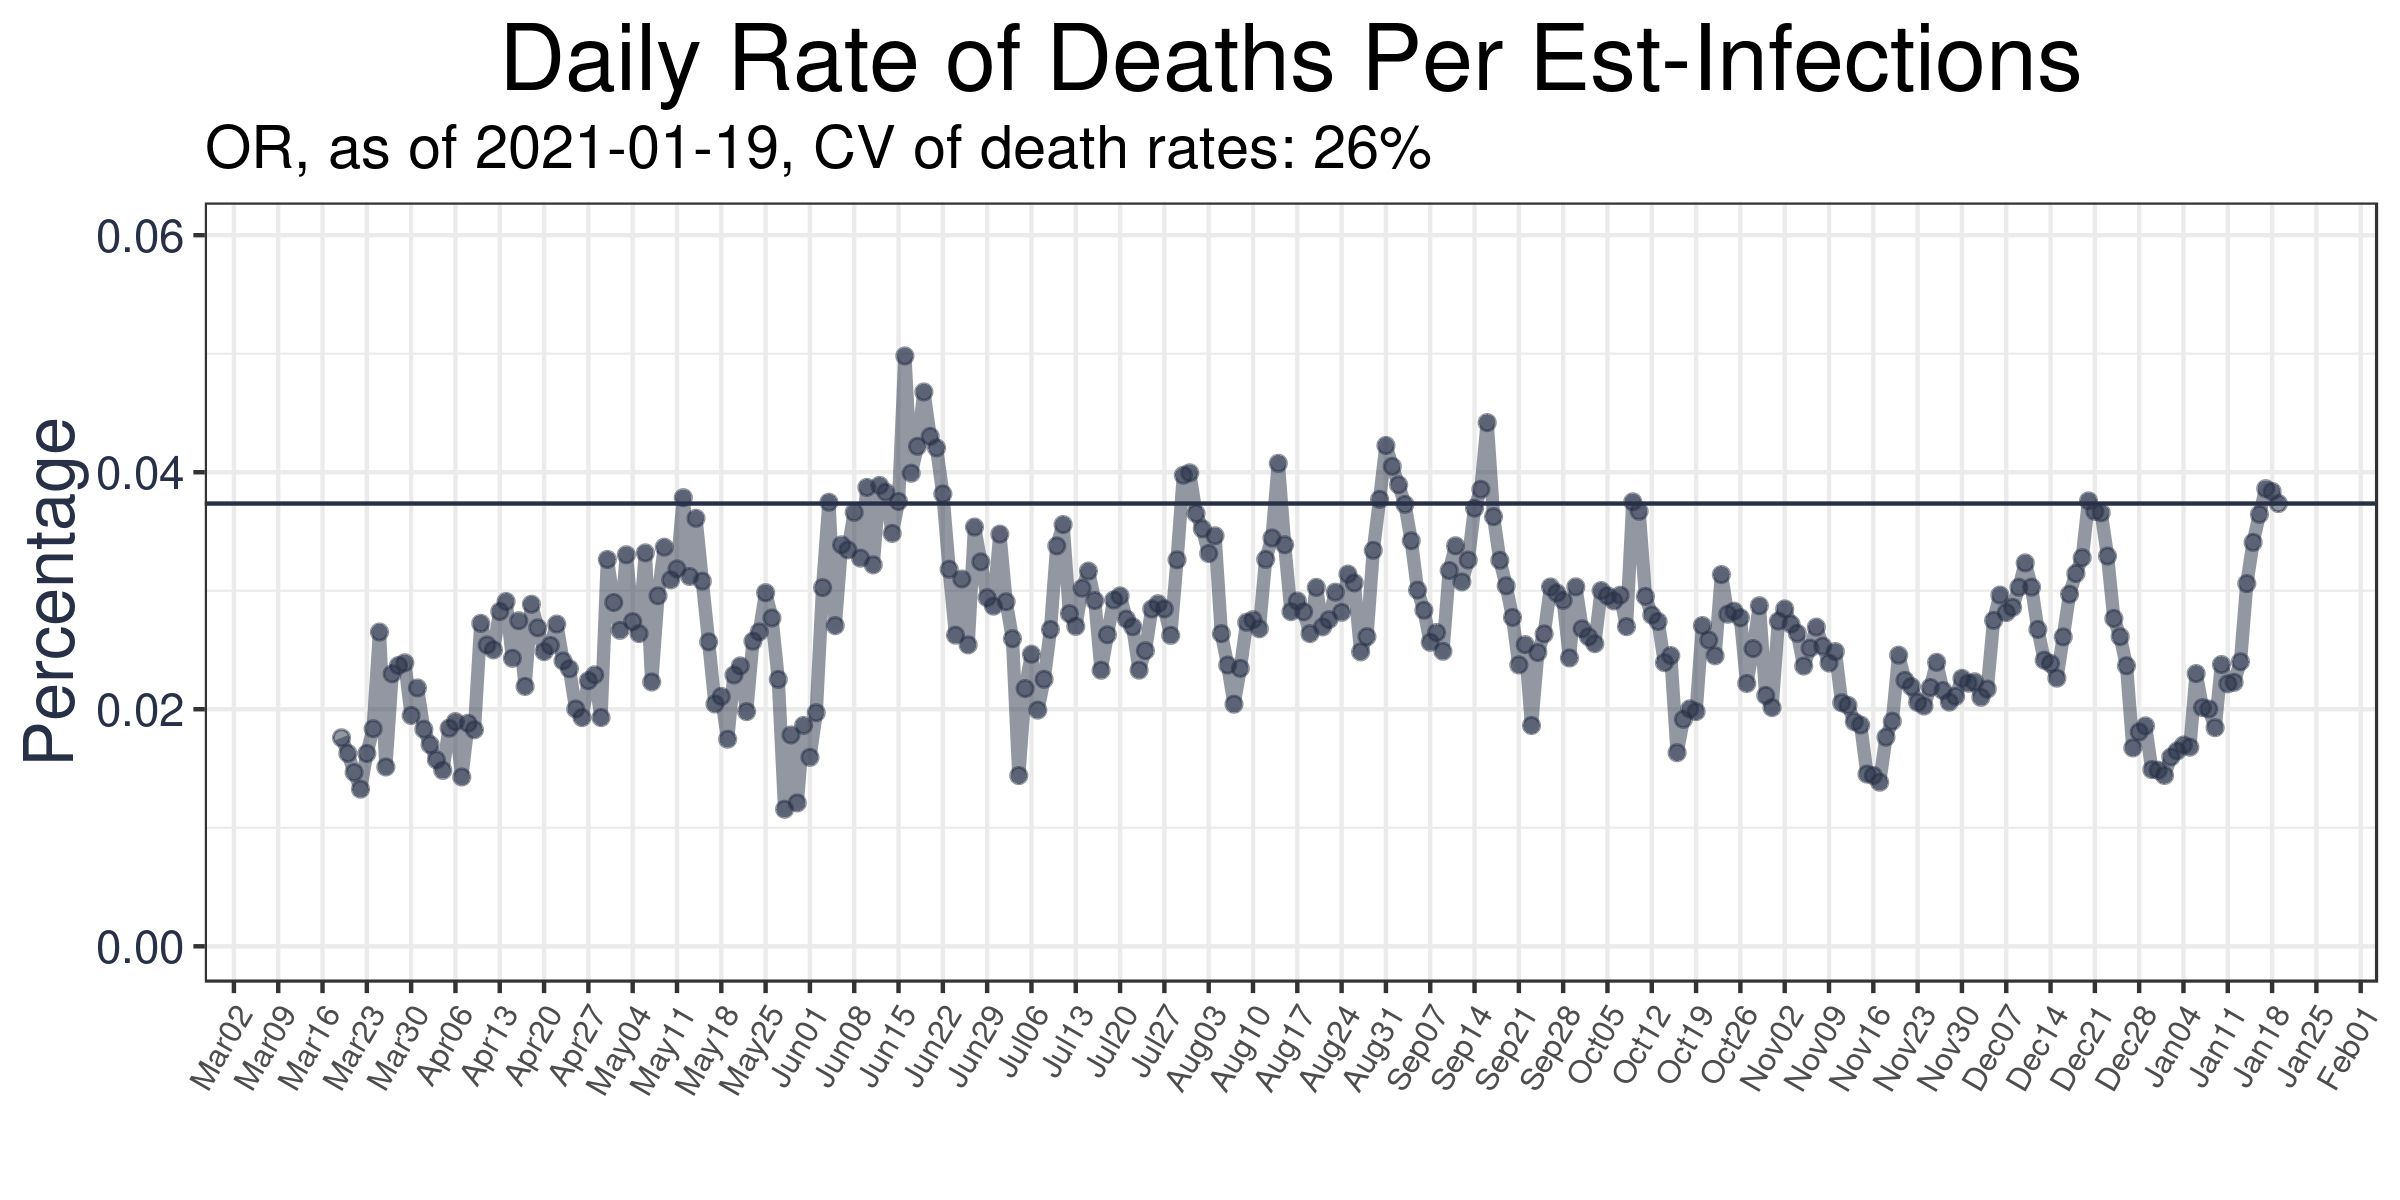 Daily Rate of Deaths Per Est-Infections
OR, as of 2021-01-19, CV of death rates: 26%
Percentage
0.06
0.04
0.02
0.00
Mar02
Mar09
Mar16
Mar23
Mar30
Apr06
Apr13
Apr20
Apr27
May04
May11
May18
May25
Jun01
Jun08
Jun15
Jun22
Jun29
Jul06
Jul13
Jul20
Jul27
Aug03
Aug10
Aug17
Aug24
Aug31
Sep07
Sep14
Sep21
Sep28
Oct05
Oct12
Oct19
Oct26
Nov02
Nov09
Nov16
Nov23
Nov30
Dec07
Dec14
Dec21
Dec28
Jan04
Jan11
Jan18
Jan25
Feb01